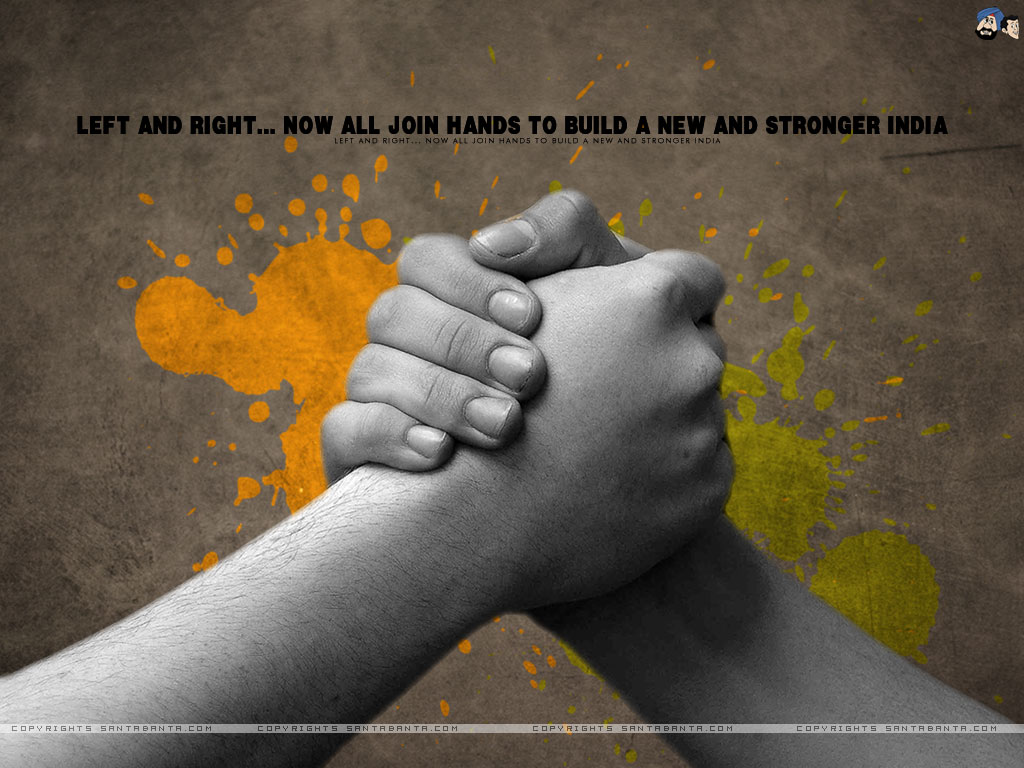 LEFT AND RIGHT... NOW ALL JOIN HANDS TO BUILD A NEW AND STRONGER INDIA
LEFT AND RIGHT... NOW ALL JOIN HANDS TO BUILD A NEW AND STRONGER INDIA
COPYRIGHTS SANTABANTA.COM COPYRIGHTS SANTABANTA.COM COPYRIGHTS SANTABANTA.COM COPYRIGHTS SANTABANTA.COM